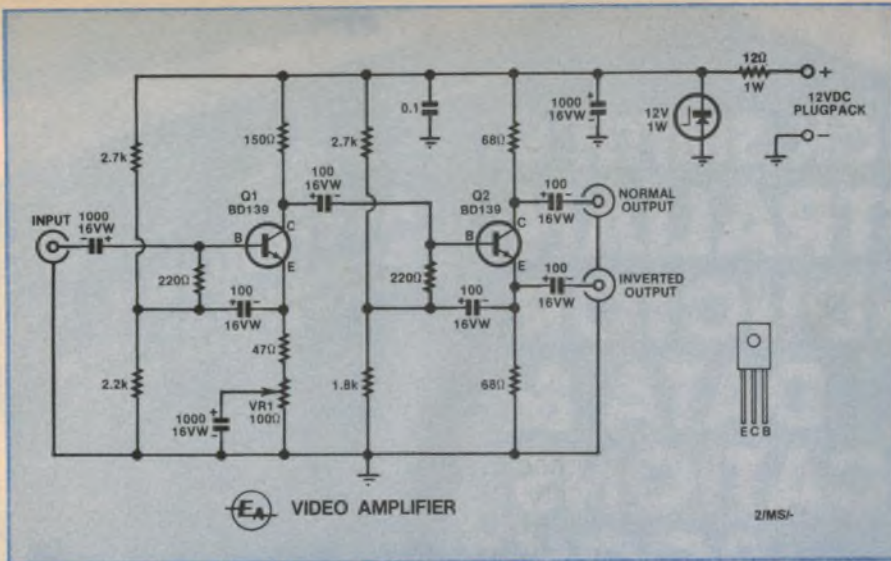 12Ω
1W
+
12VDC
PLUGPACK
−
12V
1W
1000
16VW
+
-
0.1
68Ω
2.7k
150Ω
2.7k
100
16VW
+
-
Q1
BD139
Q2
BD139
100
16VW
+
-
NORMAL
OUTPUT
INPUT
1000
16VW
-
+
B
C
E
B
C
E
220Ω
220Ω
100
16VW
+
-
100
16VW
+
-
100
16VW
+
-
INVERTED
OUTPUT
47Ω
2.2k
VR1
100Ω
1000
16VW
+
-
1.8k
68Ω
E C B
EA VIDEO AMPLIFIER
2/MS/-